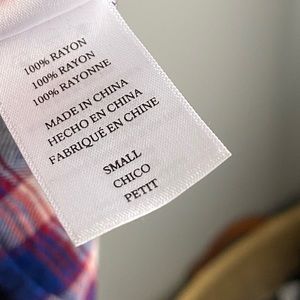 100% RAYON
100% RAYON
100% RAYONNE
MADE IN CHINA
HECHO EN CHINA
FABRIQUÉ EN CHINE
SMALL
CHICO
PETIT